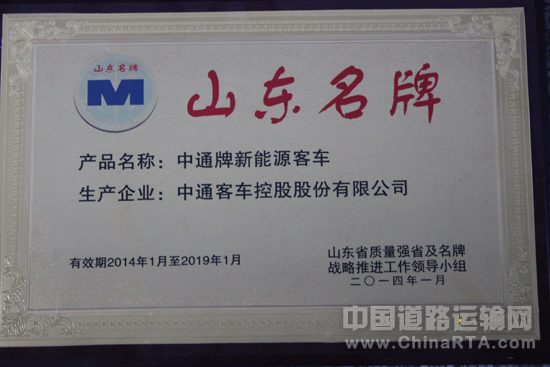 山东名牌
M
山东名牌
产品名称：中通牌新能源客车
生产企业：中通客车控股股份有限公司
有效期2014年1月至2019年1月
山东省质量强省及名牌
战略推进工作领导小组
二〇一四年一月
中国道路运输网
www.ChinaRTA.com